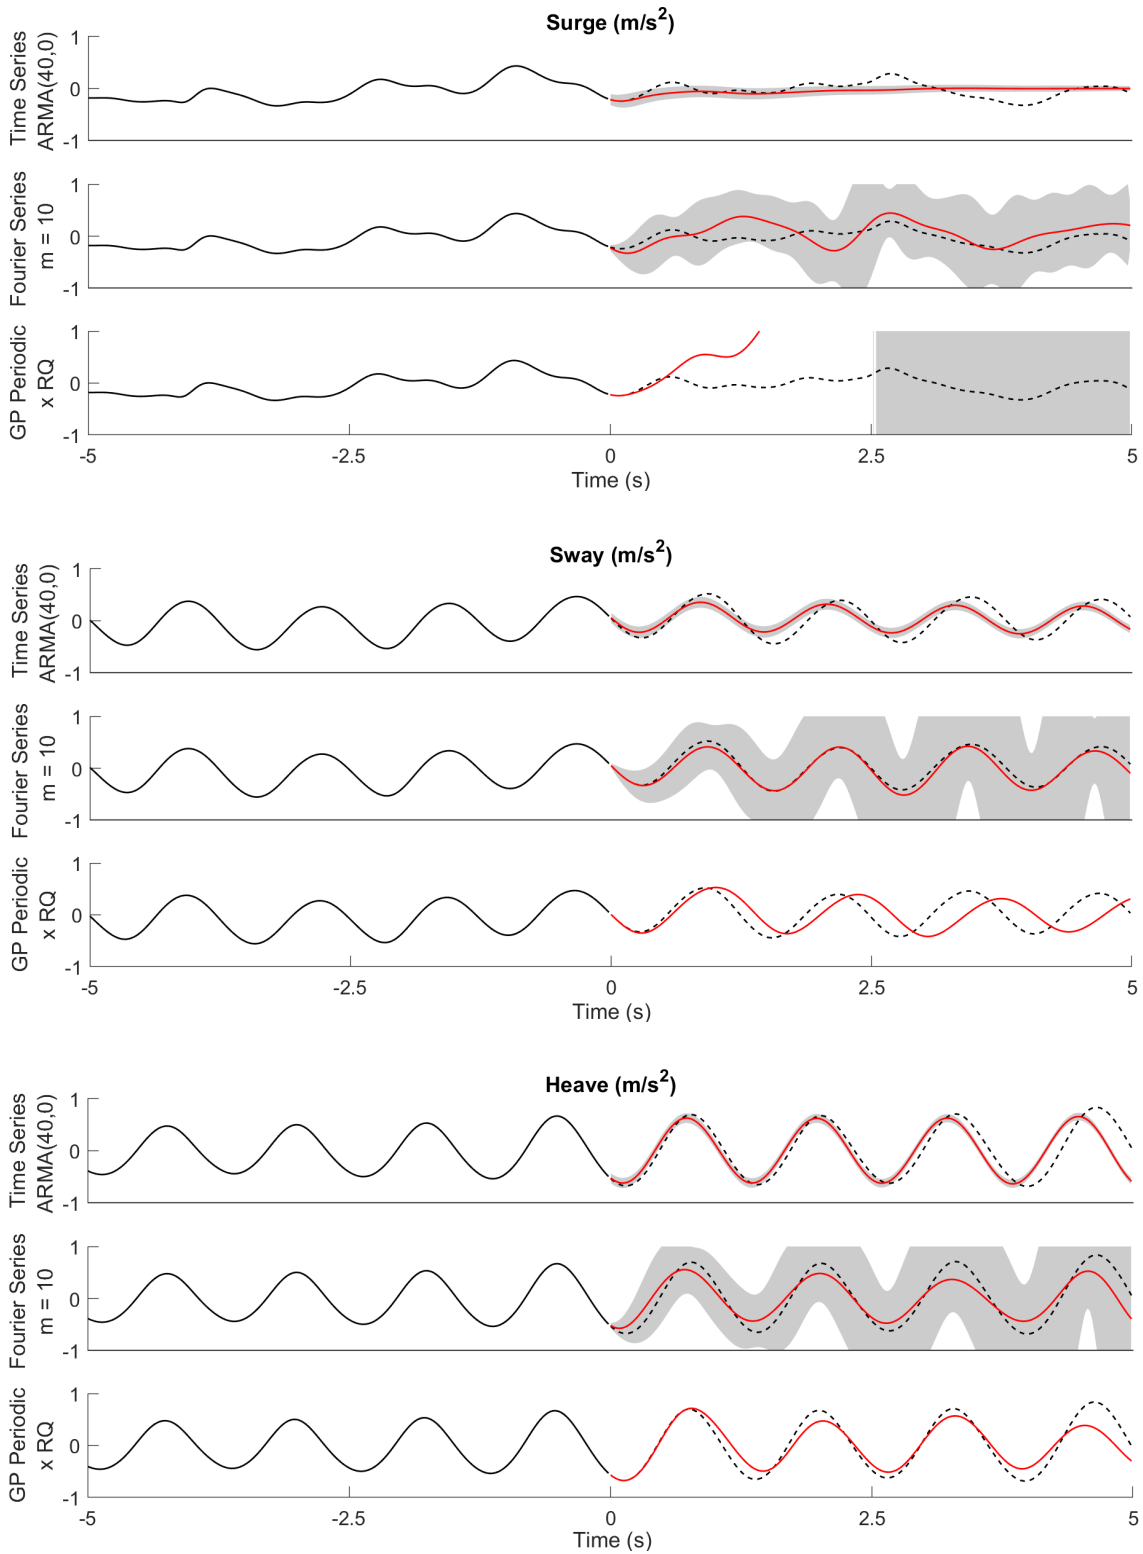 Surge (m/s²)
Time Series
ARMA(40,0)
1
0
-1
Fourier Series
m = 10
1
0
-1
GP Periodic
x RQ
1
0
-1
-5
-2.5
0
2.5
5
Time (s)
Sway (m/s²)
Time Series
ARMA(40,0)
1
0
-1
Fourier Series
m = 10
1
0
-1
GP Periodic
x RQ
1
0
-1
-5
-2.5
0
2.5
5
Time (s)
Heave (m/s²)
Time Series
ARMA(40,0)
1
0
-1
Fourier Series
m = 10
1
0
-1
GP Periodic
x RQ
1
0
-1
-5
-2.5
0
2.5
5
Time (s)